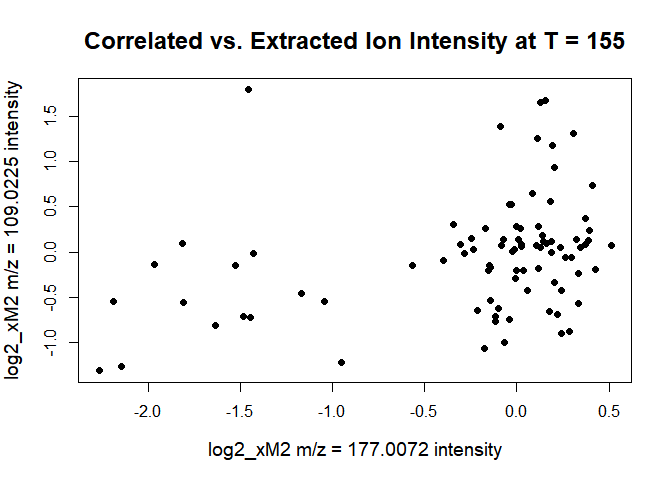 Correlated vs. Extracted Ion Intensity at T = 155
log2_xM2 m/z = 109.0225 intensity
1.5
1.0
0.5
0.0
-0.5
-1.0
-2.0 -1.5 -1.0 -0.5 0.0 0.5
log2_xM2 m/z = 177.0072 intensity